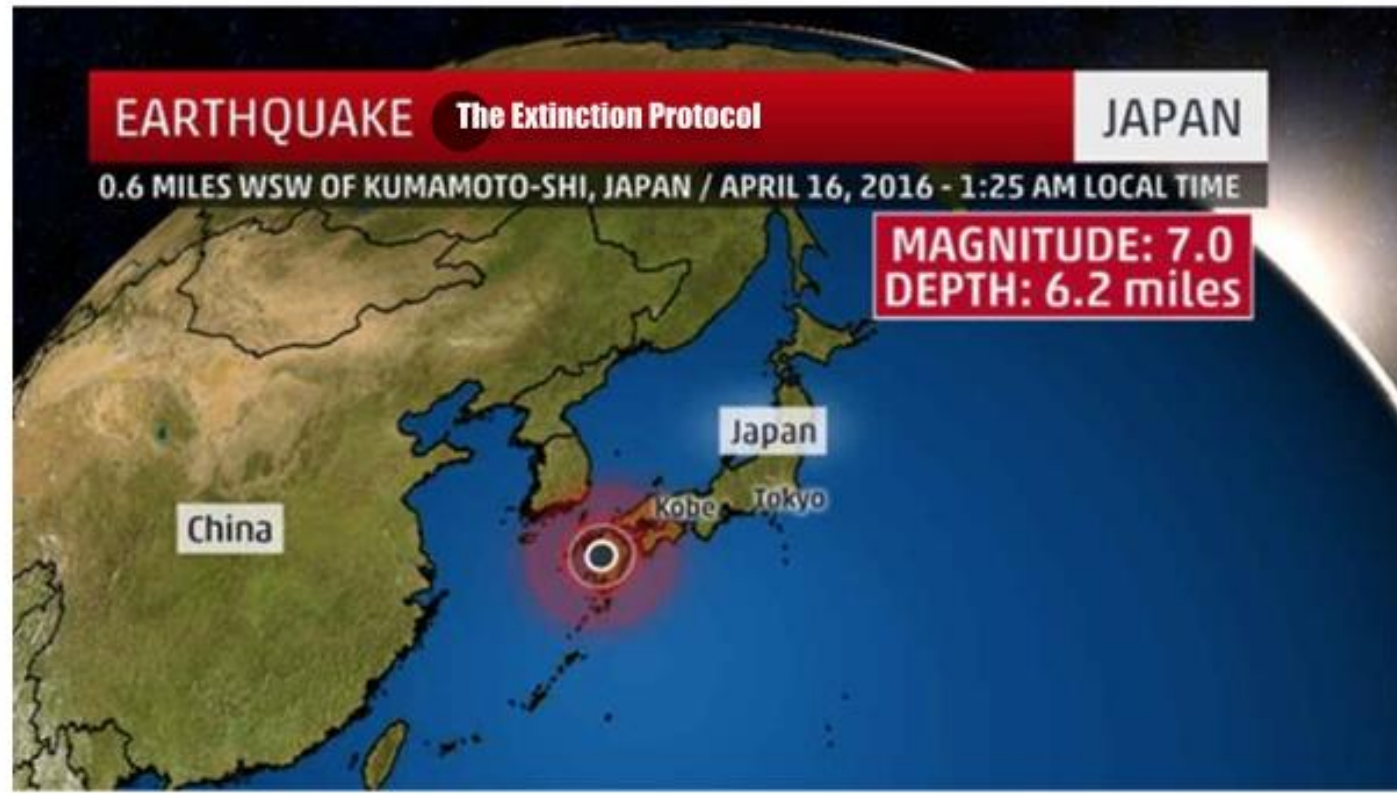 EARTHQUAKE The Extinction Protocol JAPAN
0.6 MILES WSW OF KUMAMOTO-SHI, JAPAN / APRIL 16, 2016 - 1:25 AM LOCAL TIME
MAGNITUDE: 7.0
DEPTH: 6.2 miles
Japan
Kobe Tokyo
China